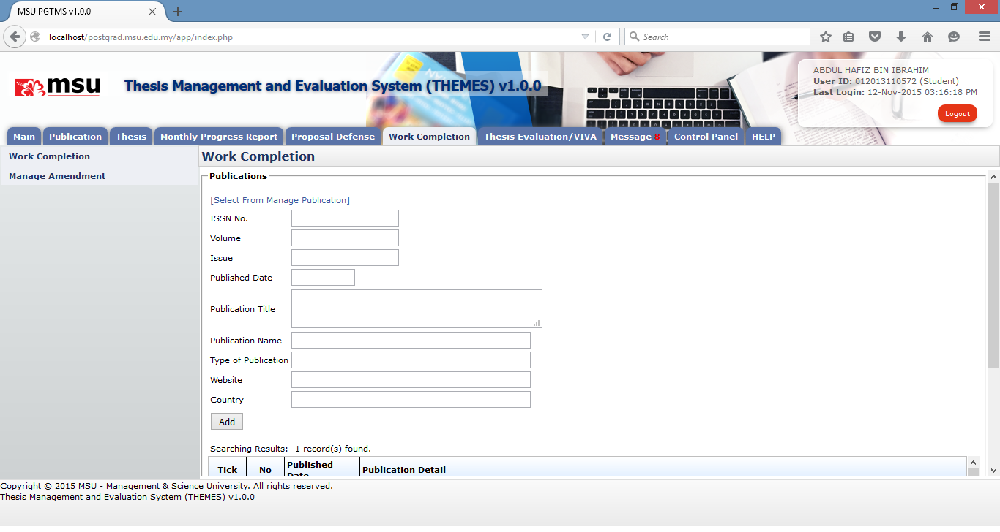 MSU PGTMS v1.0.0
localhost/postgrad.msu.edu.my/app/index.php
Search
msu
Thesis Management and Evaluation System (THEMES) v1.0.0
ABDUL HAFIZ BIN IBRAHIM
User ID: 012013110572 (Student)
Last Login: 12-Nov-2015 03:16:18 PM
Logout
Main Publication Thesis Monthly Progress Report Proposal Defense Work Completion Thesis Evaluation/VIVA Message 8 Control Panel HELP
Work Completion
Manage Amendment
Work Completion
Publications
[Select From Manage Publication]
ISSN No.
Volume
Issue
Published Date
Publication Title
Publication Name
Type of Publication
Website
Country
Add
Searching Results:- 1 record(s) found.
Tick No Published Date Publication Detail
Copyright © 2015 MSU - Management & Science University. All rights reserved.
Thesis Management and Evaluation System (THEMES) v1.0.0